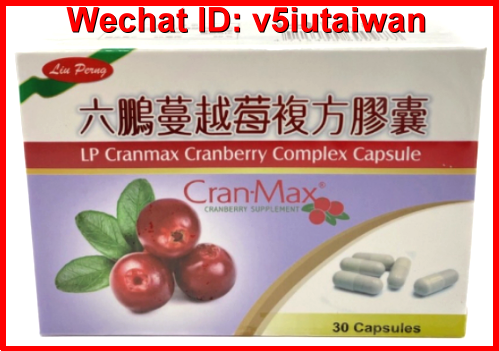 Wechat ID: v5iutaiwan
Liu Perng
六鵬蔓越莓複方膠囊
LP Cranmax Cranberry Complex Capsule
Cran·Max®
CRANBERRY SUPPLEMENT
30 Capsules